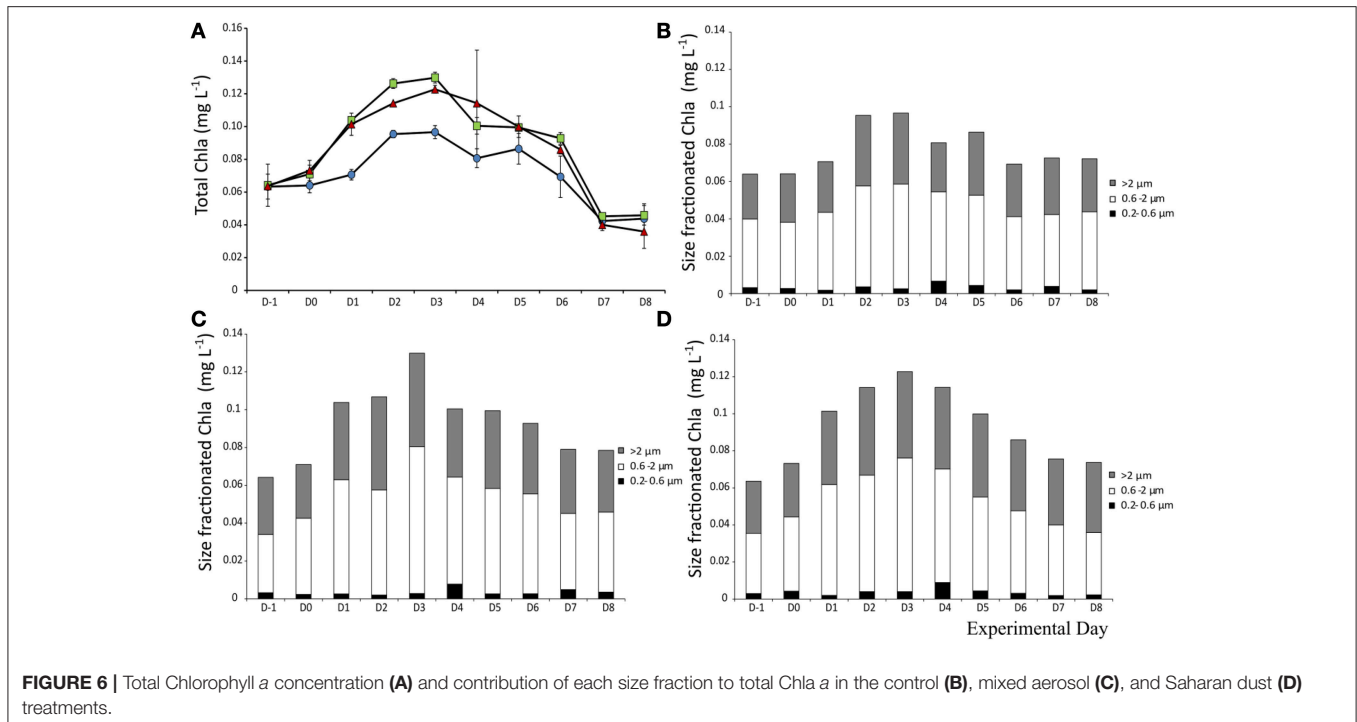 A
Total Chla (mg L-1)
0.16
0.14
0.12
0.10
0.08
0.06
0.04
0.02
0
D-1 D0 D1 D2 D3 D4 D5 D6 D7 D8
B
Size fractionated Chla (mg L-1)
0.14
0.12
0.1
0.08
0.06
0.04
0.02
0
D-1 D0 D1 D2 D3 D4 D5 D6 D7 D8
>2 µm
0.6-2 µm
0.2-0.6 µm
C
Size fractionated Chla (mg L-1)
0.14
0.12
0.1
0.08
0.06
0.04
0.02
0
D-1 D0 D1 D2 D3 D4 D5 D6 D7 D8
>2 µm
0.6-2 µm
0.2-0.6 µm
D
Size fractionated Chla (mg L-1)
0.14
0.12
0.1
0.08
0.06
0.04
0.02
0
D-1 D0 D1 D2 D3 D4 D5 D6 D7 D8
>2 µm
0.6-2 µm
0.2-0.6 µm
Experimental Day
FIGURE 6 | Total Chlorophyll a concentration (A) and contribution of each size fraction to total Chla a in the control (B), mixed aerosol (C), and Saharan dust (D)
treatments.